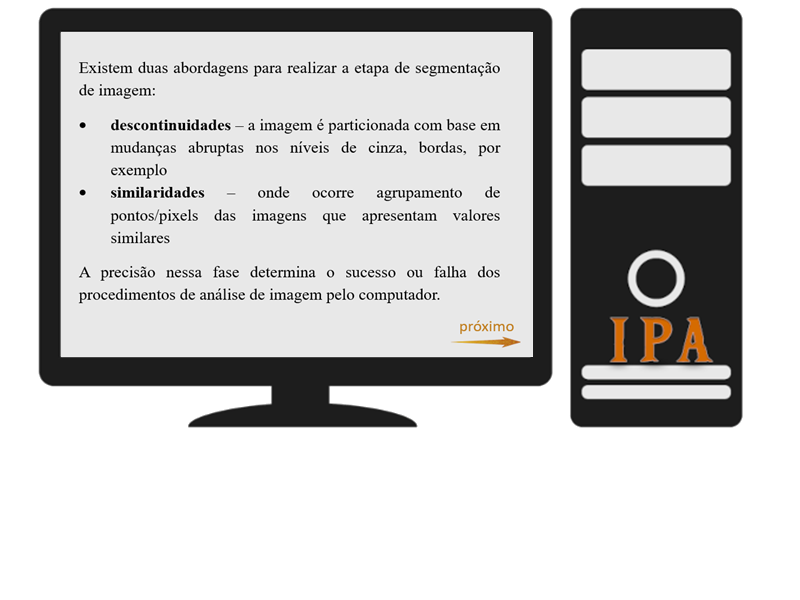 Existem duas abordagens para realizar a etapa de segmentação
de imagem:
• descontinuidades – a imagem é particionada com base em
mudanças abruptas nos níveis de cinza, bordas, por
exemplo
• similaridades – onde ocorre agrupamento de
pontos/pixels das imagens que apresentam valores
similares
A precisão nessa fase determina o sucesso ou falha dos
procedimentos de análise de imagem pelo computador.
próximo
IPA